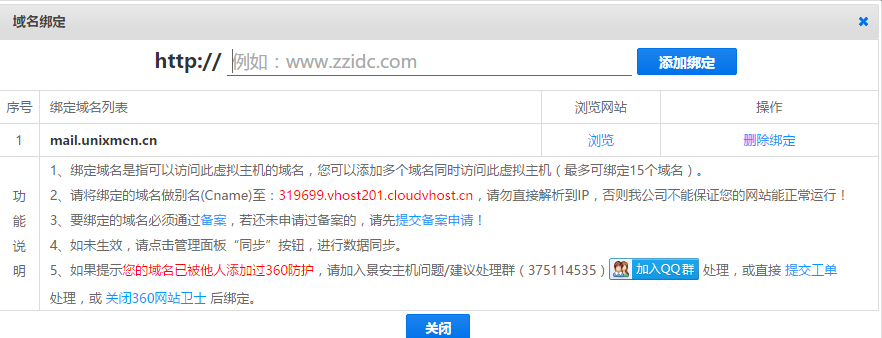 域名绑定
http:// 例如：www.zzidc.com 添加绑定
序号 绑定域名列表 浏览网站 操作
1 mail.unixmen.cn 浏览 删除绑定
功能说明
1、绑定域名是指可以访问此虚拟主机的域名，您可以添加多个域名同时访问此虚拟主机（最多可绑定15个域名）。
2、请将绑定的域名做别名(Cname)至：319699.vhost201.cloudvhost.cn，请勿直接解析到IP，否则我公司不能保证您的网站能正常运行！
3、要绑定的域名必须通过备案，若还未申请过备案的，请先提交备案申请！
4、如未生效，请点击管理面板“同步”按钮，进行数据同步。
5、如果提示您的域名已被他人添加过360防护，请加入景安主机问题/建议处理群（375114535） 加入QQ群 处理，或直接 提交工单
处理，或 关闭360网站卫士 后绑定。
关闭